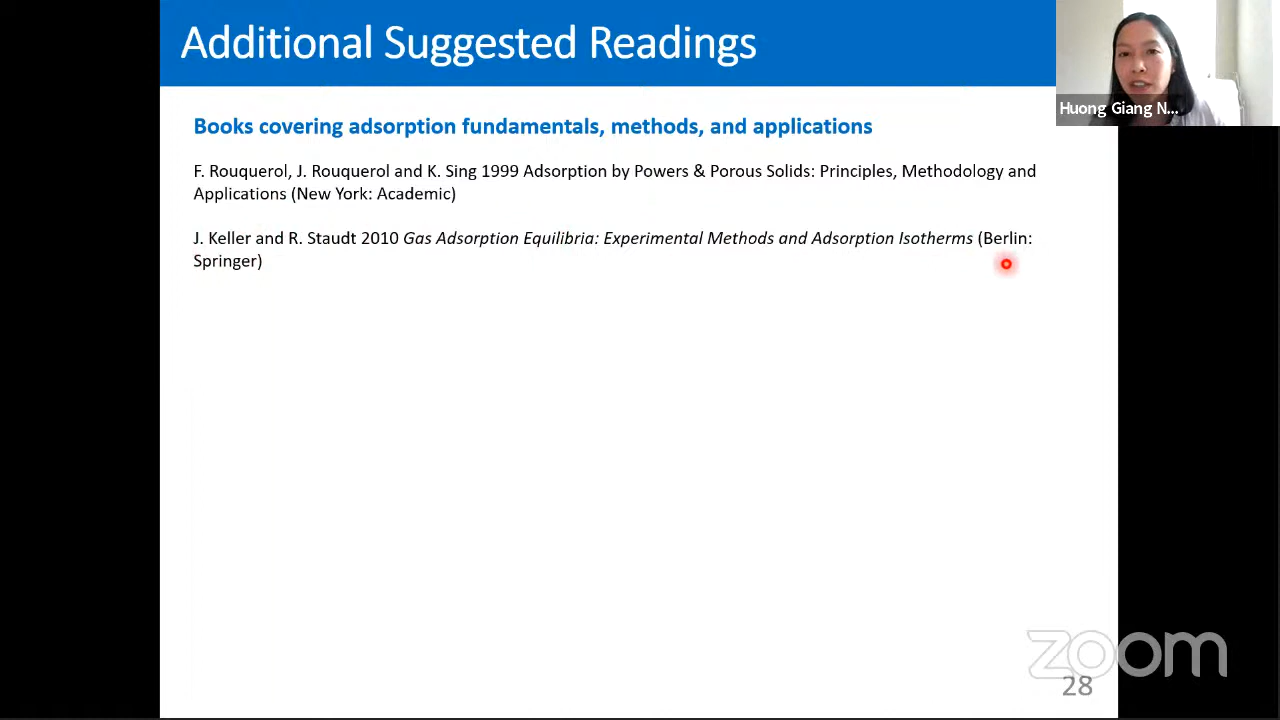 Additional Suggested Readings
Huong Giang N...
Books covering adsorption fundamentals, methods, and applications
F. Rouquerol, J. Rouquerol and K. Sing 1999 Adsorption by Powers & Porous Solids: Principles, Methodology and
Applications (New York: Academic)
J. Keller and R. Staudt 2010 Gas Adsorption Equilibria: Experimental Methods and Adsorption Isotherms (Berlin:
Springer)
zoom
28